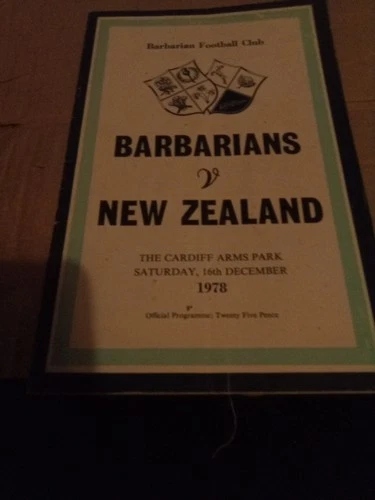 Barbarian Football Club
BARBARIANS
V
NEW ZEALAND
THE CARDIFF ARMS PARK
SATURDAY, 16th DECEMBER
1978
Official Programme: Twenty Five Pence